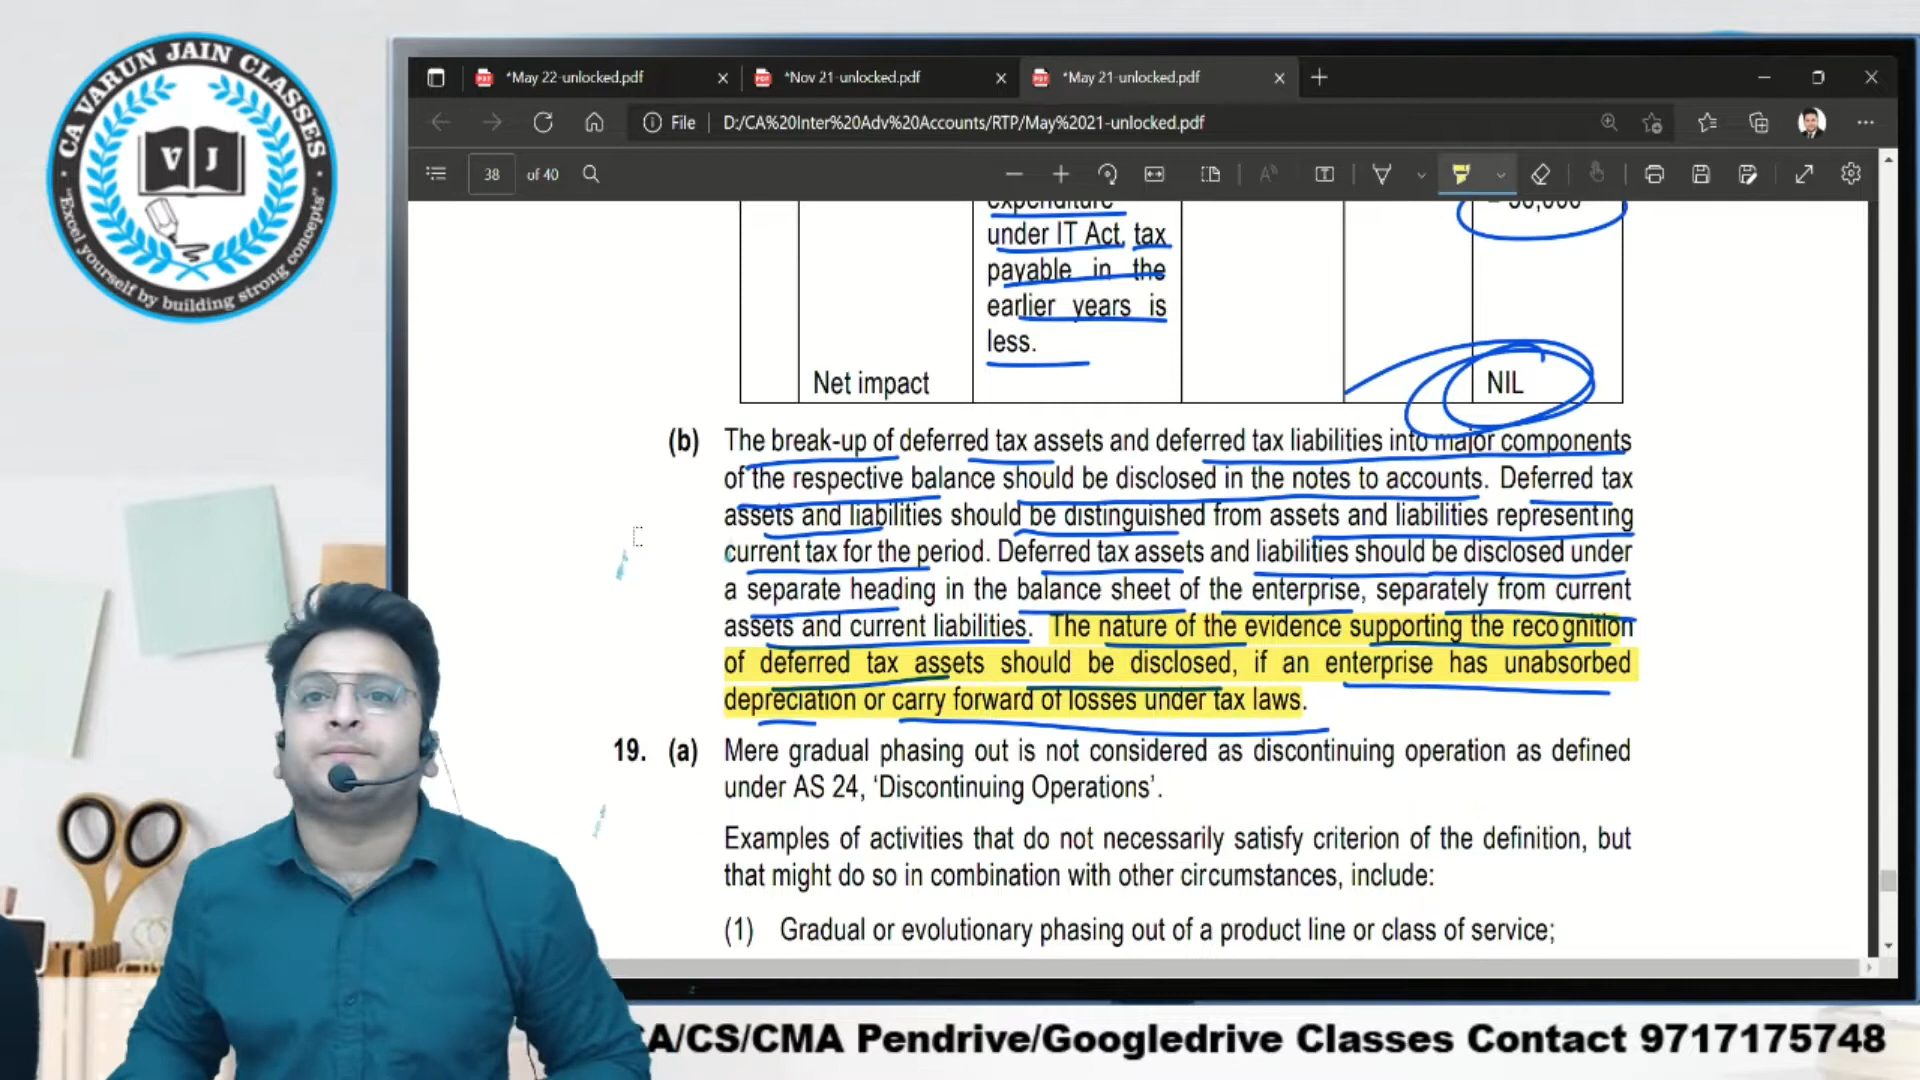 CA VARUN JAIN CLASSES
V J
"Excel yourself by building strong concepts"
*May 22-unlocked.pdf
*Nov 21-unlocked.pdf
*May 21-unlocked.pdf
File D:/CA%20Inter%20Adv%20Accounts/RTP/May%2021-unlocked.pdf
38 of 40
expenditure
under IT Act, tax
payable in the
earlier years is
less.
Net impact NIL
(b) The break-up of deferred tax assets and deferred tax liabilities into major components
of the respective balance should be disclosed in the notes to accounts. Deferred tax
assets and liabilities should be distinguished from assets and liabilities representing
current tax for the period. Deferred tax assets and liabilities should be disclosed under
a separate heading in the balance sheet of the enterprise, separately from current
assets and current liabilities. The nature of the evidence supporting the recognition
of deferred tax assets should be disclosed, if an enterprise has unabsorbed
depreciation or carry forward of losses under tax laws.
19. (a) Mere gradual phasing out is not considered as discontinuing operation as defined
under AS 24, ‘Discontinuing Operations’.
Examples of activities that do not necessarily satisfy criterion of the definition, but
that might do so in combination with other circumstances, include:
(1) Gradual or evolutionary phasing out of a product line or class of service;
CA/CS/CMA Pendrive/Googledrive Classes Contact 9717175748